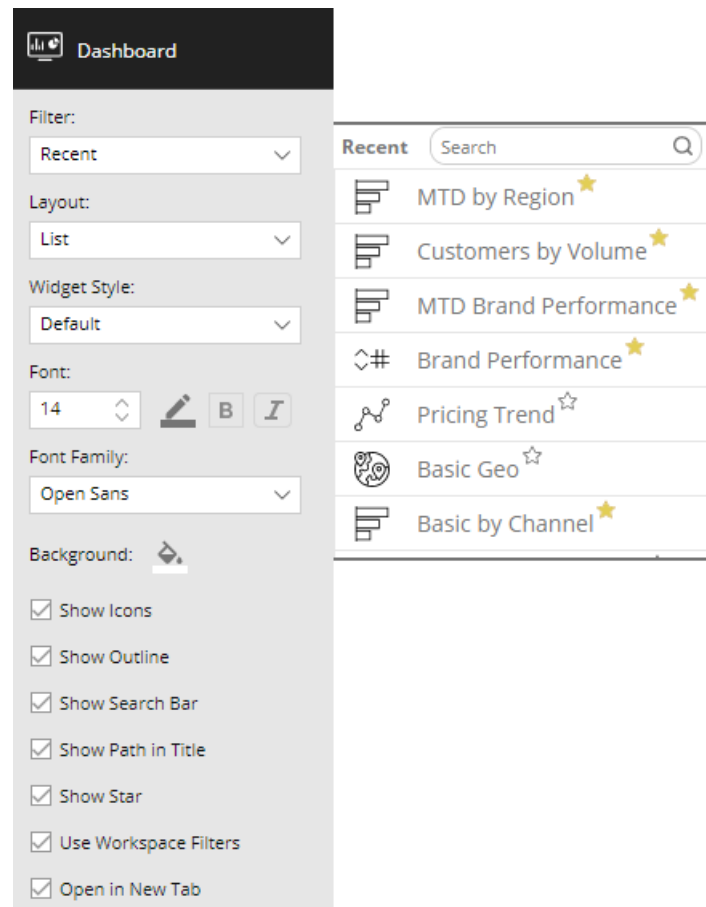 Dashboard
Filter:
Recent
Layout:
List
Widget Style:
Default
Font:
14 B I
Font Family:
Open Sans
Background:
Show Icons
Show Outline
Show Search Bar
Show Path in Title
Show Star
Use Workspace Filters
Open in New Tab
Recent Search
MTD by Region
Customers by Volume
MTD Brand Performance
Brand Performance
Pricing Trend
Basic Geo
Basic by Channel